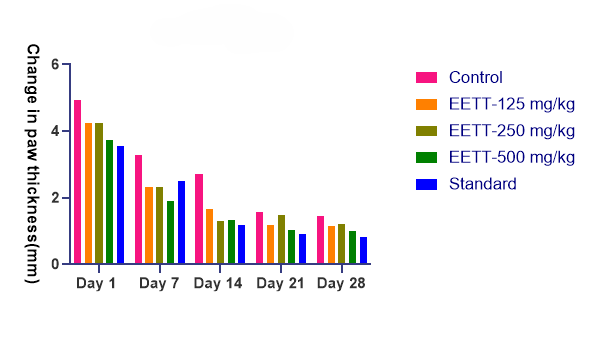 Change in paw thickness(mm)
6
4
2
0
Day 1
Day 7
Day 14
Day 21
Day 28
Control
EETT-125 mg/kg
EETT-250 mg/kg
EETT-500 mg/kg
Standard